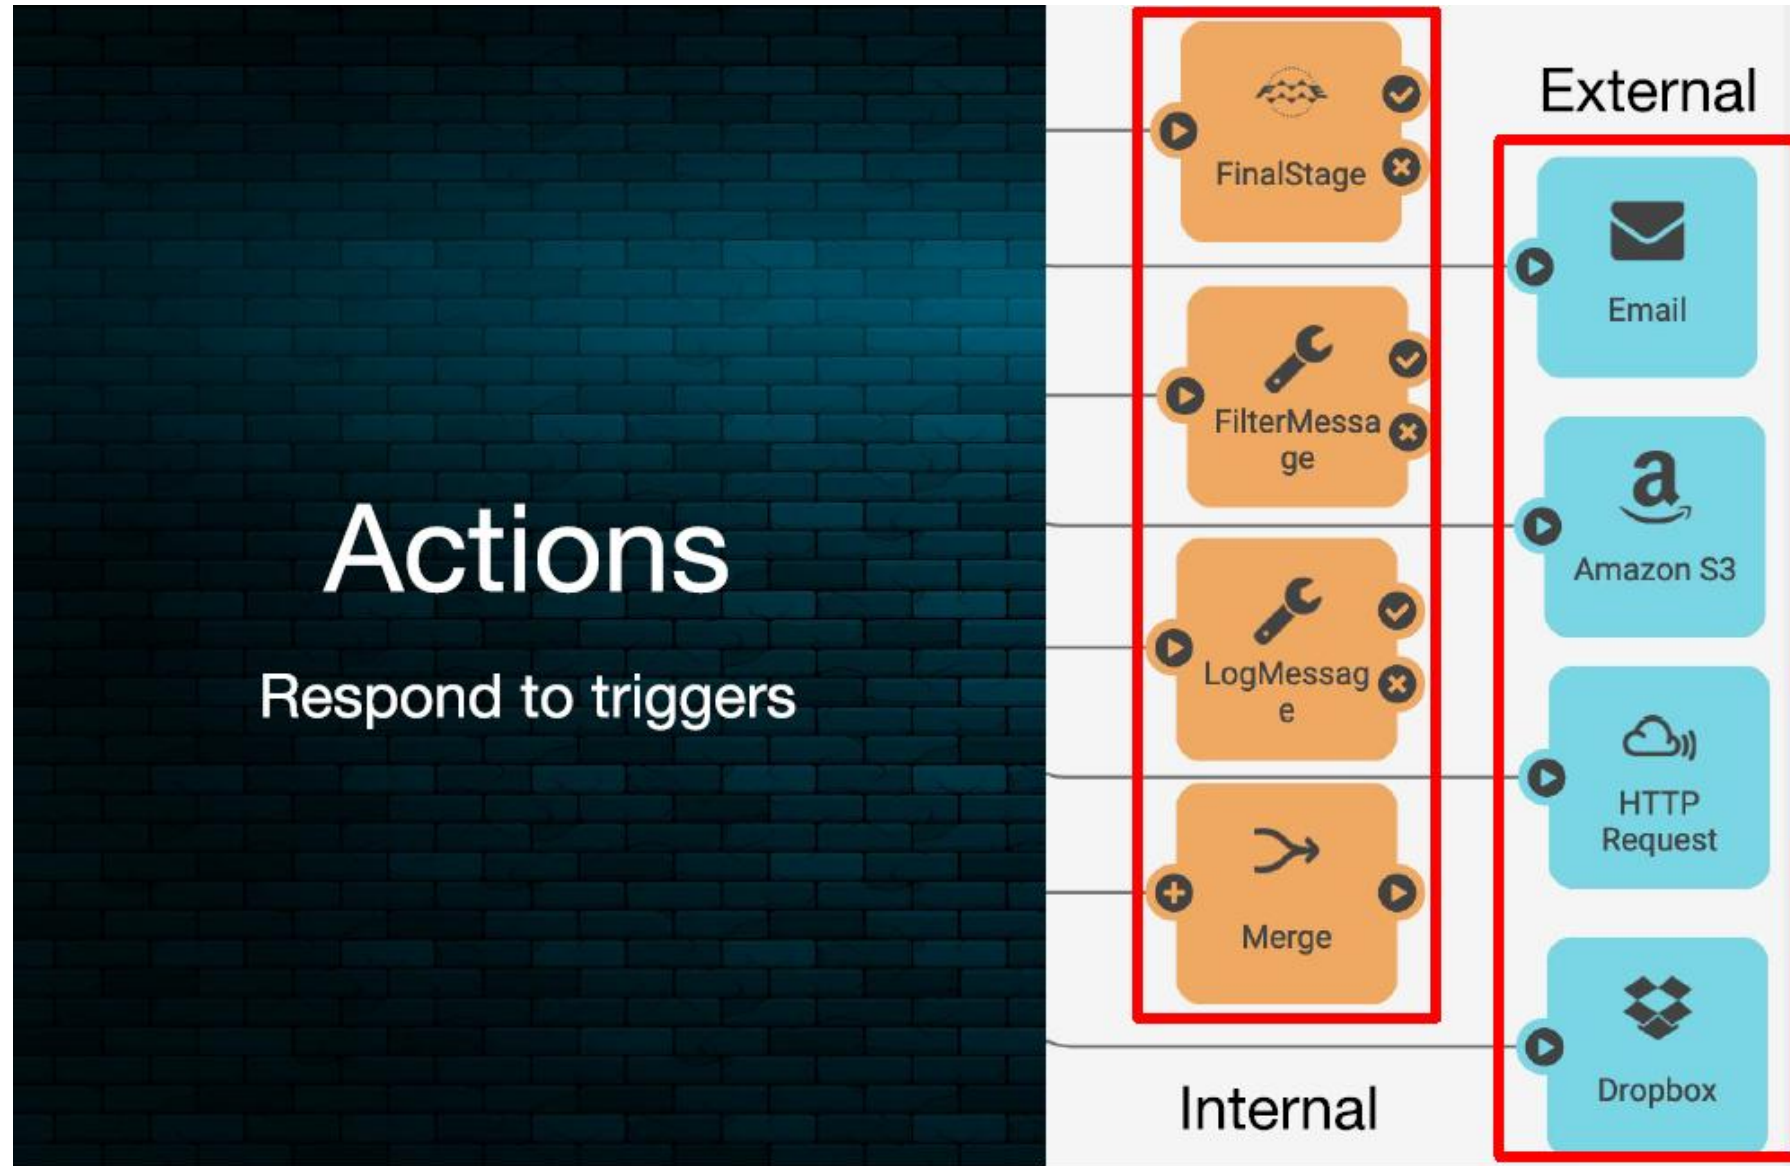 Actions
Respond to triggers
FinalStage
FilterMessa
ge
LogMessag
e
Merge
Internal
External
Email
a
Amazon S3
HTTP
Request
Dropbox